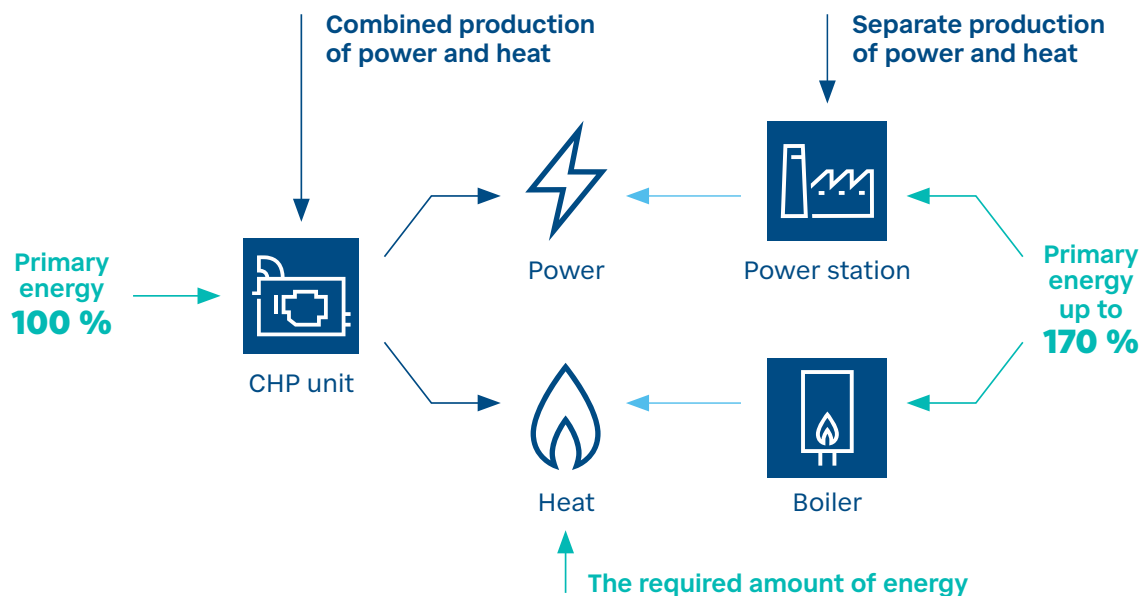 Combined production
of power and heat
Separate production
of power and heat
Primary
energy
100 %
CHP unit
Power
Power station
Primary
energy
up to
170 %
Heat
Boiler
The required amount of energy